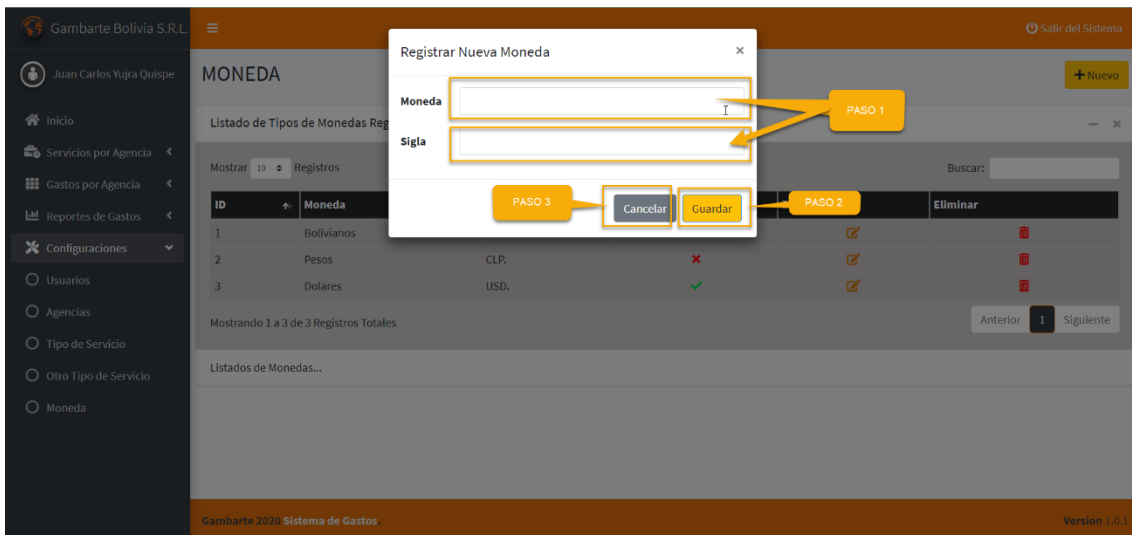 Gambarte Bolivia S.R.L.
Salir del Sistema
Juan Carlos Yujra Quispe
Inicio
Servicios por Agencia
Gastos por Agencia
Reportes de Gastos
Configuraciones
Usuarios
Agencias
Tipo de Servicio
Otro Tipo de Servicio
Moneda
MONEDA
+ Nuevo
Registrar Nueva Moneda ×
Moneda
Sigla
PASO 1
PASO 3
Cancelar
Guardar
PASO 2
Listado de Tipos de Monedas Reg
Mostrar 10 Registros
Buscar:
ID Moneda Eliminar
1 Bolivianos
2 Pesos CLP.
3 Dolares USD.
Mostrando 1 a 3 de 3 Registros Totales
Anterior 1 Siguiente
Listados de Monedas...
Gambarte 2020 Sistema de Gastos. Version 1.0.1